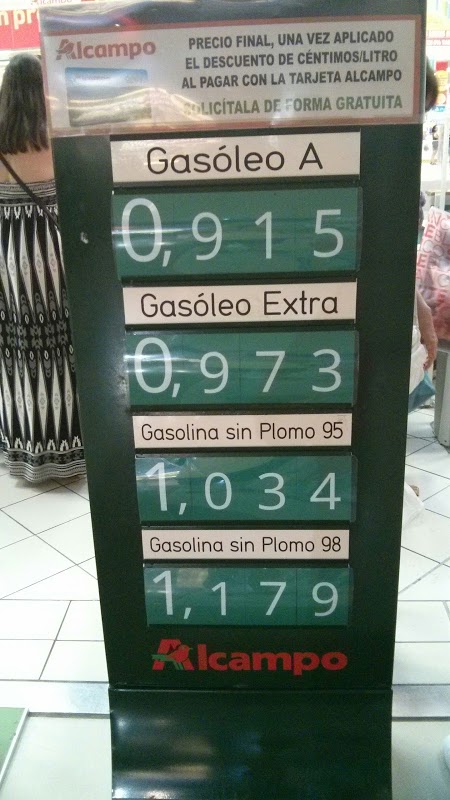 Alcampo
PRECIO FINAL, UNA VEZ APLICADO
EL DESCUENTO DE CÉNTIMOS/LITRO
AL PAGAR CON LA TARJETA ALCAMPO
SOLICÍTALA DE FORMA GRATUITA
Gasóleo A
0,915
Gasóleo Extra
0,973
Gasolina sin Plomo 95
1,034
Gasolina sin Plomo 98
1,179
Alcampo